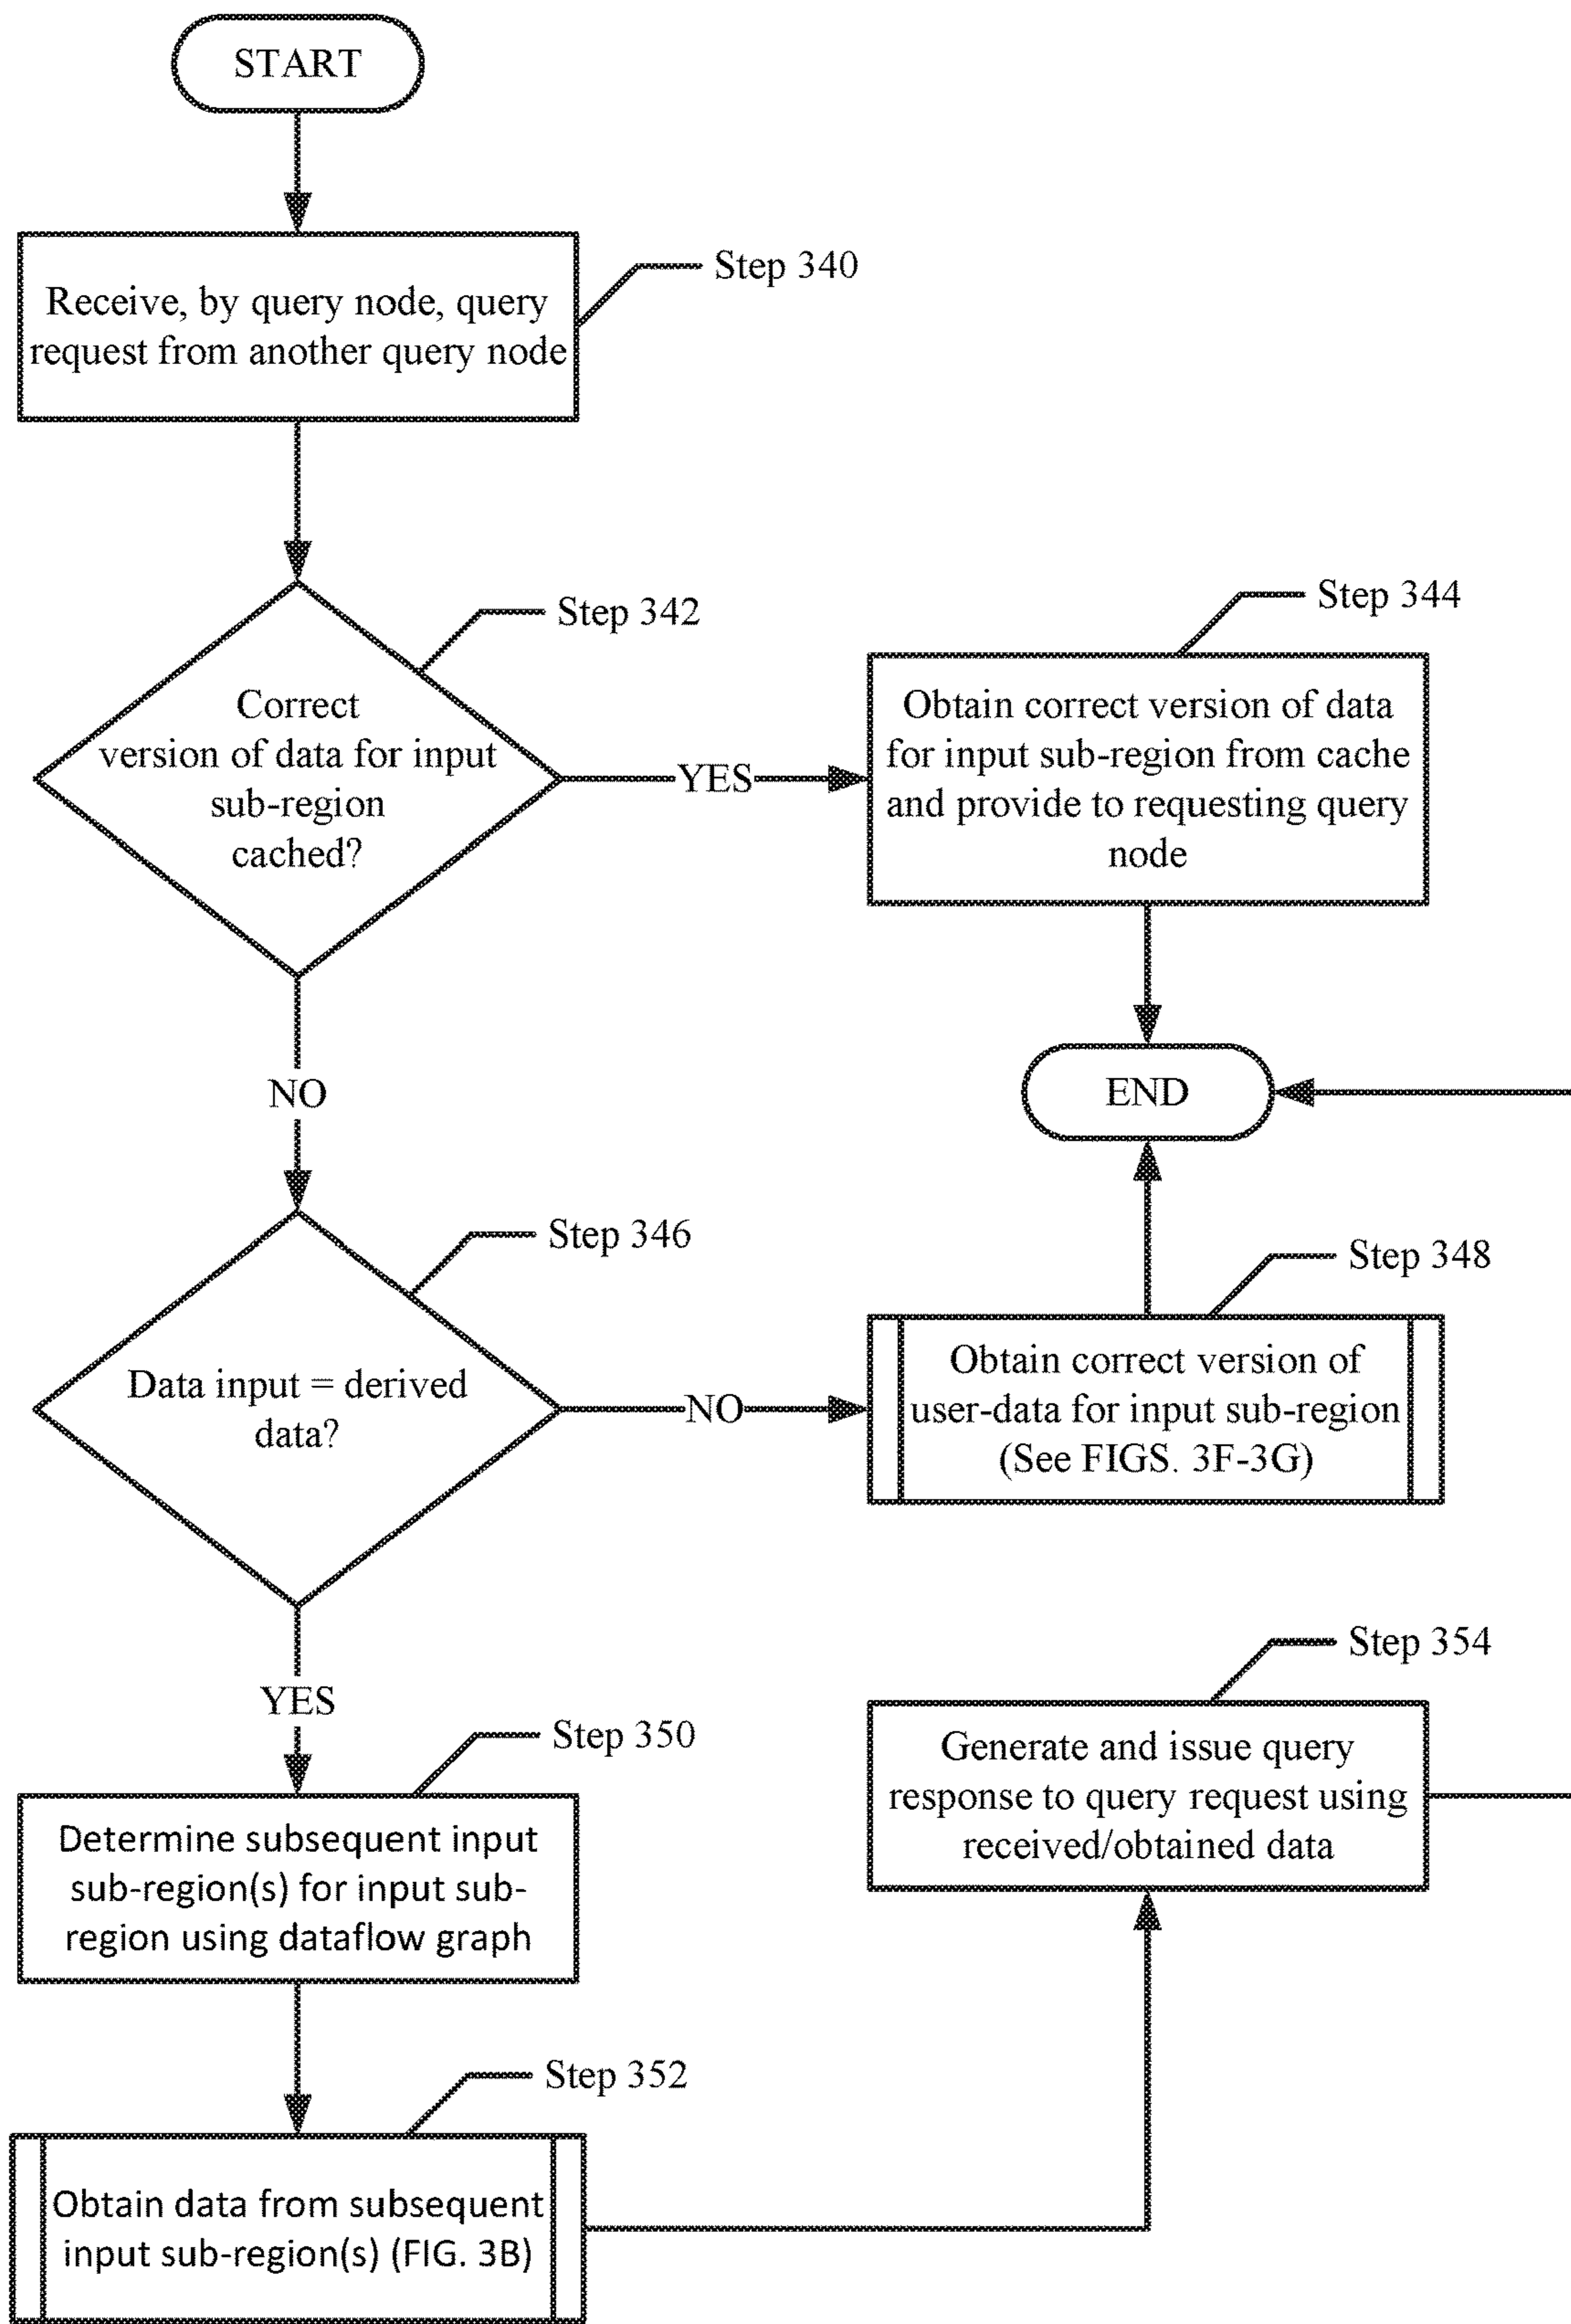 START
Step 340
Receive, by query node, query
request from another query node
Step 342
Correct
version of data for input
sub-region
cached?
YES
Step 344
Obtain correct version of data
for input sub-region from cache
and provide to requesting query
node
NO
END
Step 346
Data input = derived
data?
NO
Step 348
Obtain correct version of
user-data for input sub-region
(See FIGS. 3F-3G)
YES
Step 350
Determine subsequent input
sub-region(s) for input sub-
region using dataflow graph
Step 352
Obtain data from subsequent
input sub-region(s) (FIG. 3B)
Step 354
Generate and issue query
response to query request using
received/obtained data